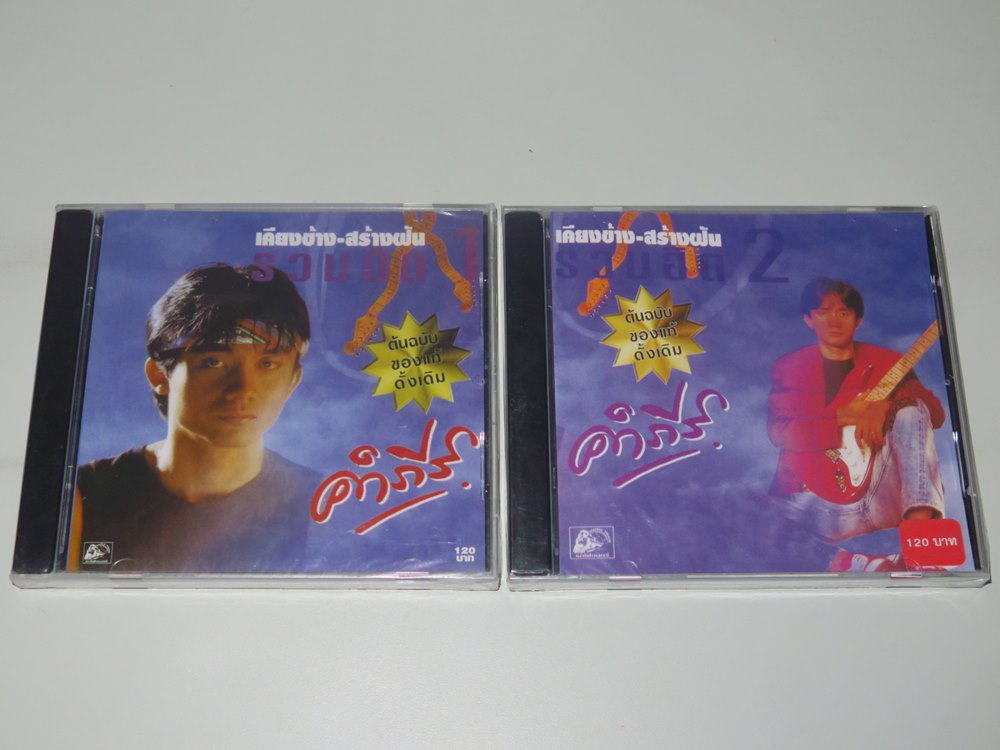 เคียงข้าง-สร้างฝัน
รวมฮิต 1
ต้นฉบับ
ของแท้
ดั้งเดิม
อำภีร์
120
บาท
เคียงข้าง-สร้างฝัน
รวมฮิต 2
ต้นฉบับ
ของแท้
ดั้งเดิม
อำภีร์
120 บาท